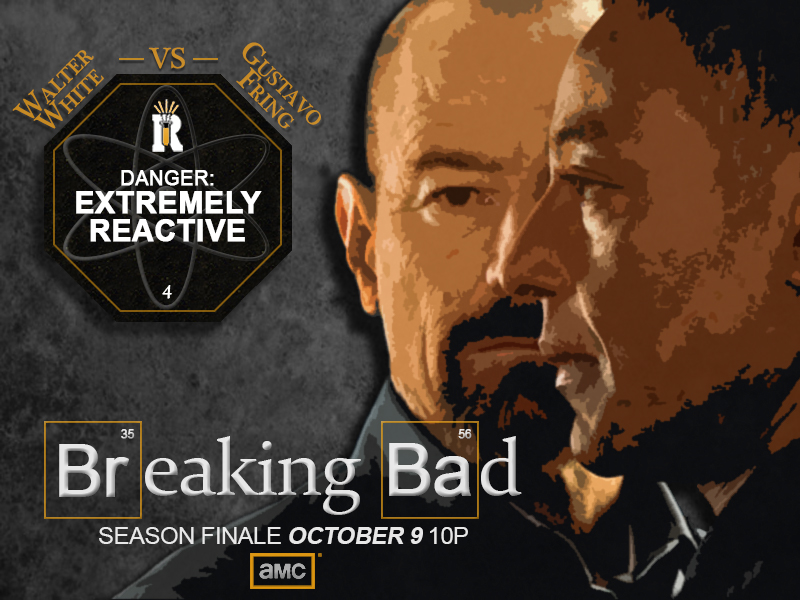 WALTER
WHITE
VS
GUSTAVO
FRING
R
DANGER:
EXTREMELY
REACTIVE
4
35
56
Breaking Bad
SEASON FINALE OCTOBER 9 10P
aMC